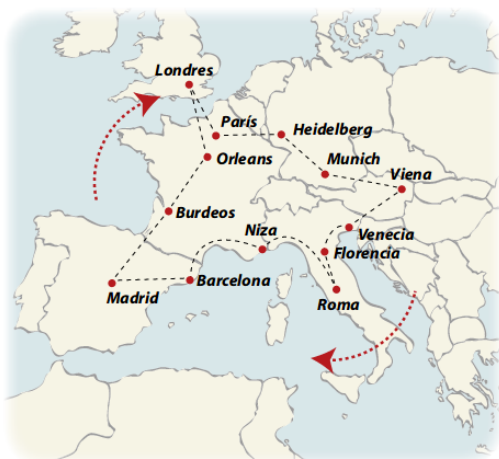 Londres
París
Heidelberg
Orleans
Munich
Viena
Burdeos
Niza
Venecia
Florencia
Barcelona
Madrid
Roma